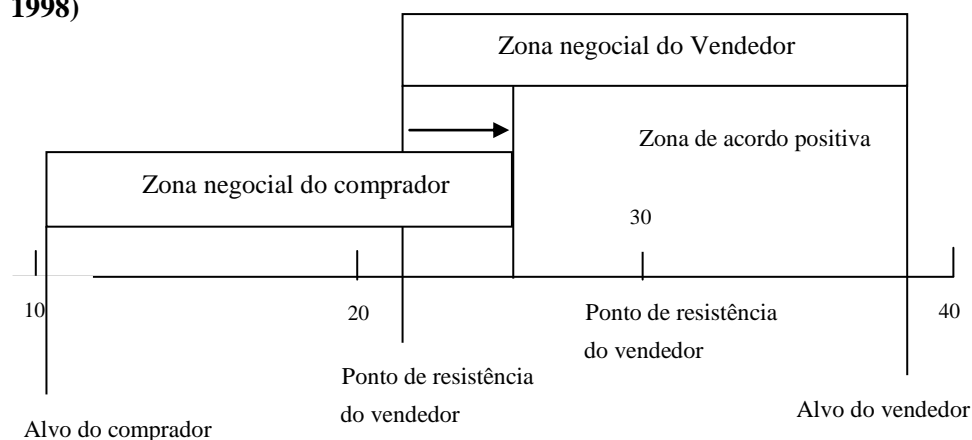 1998)
Zona negocial do Vendedor
Zona de acordo positiva
Zona negocial do comprador
30
10
20
Ponto de resistência
do vendedor
40
Ponto de resistência
do vendedor
Alvo do comprador
Alvo do vendedor